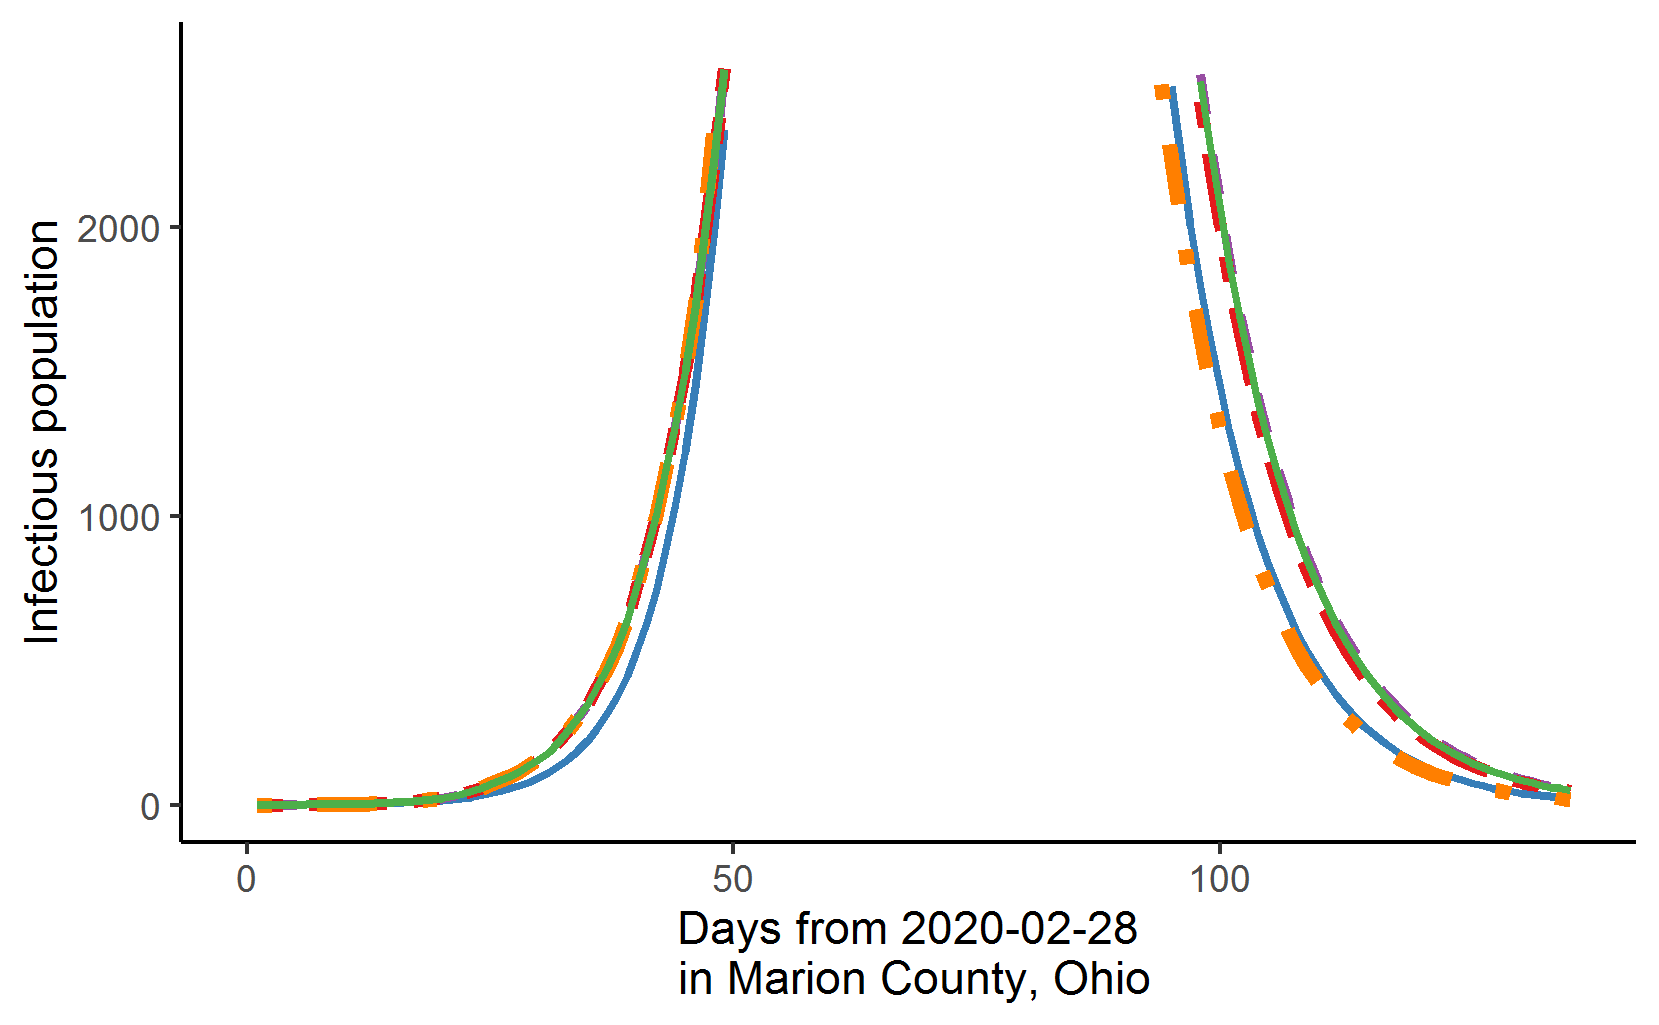 Infectious population
2000
1000
0
0 50 100
Days from 2020-02-28
in Marion County, Ohio